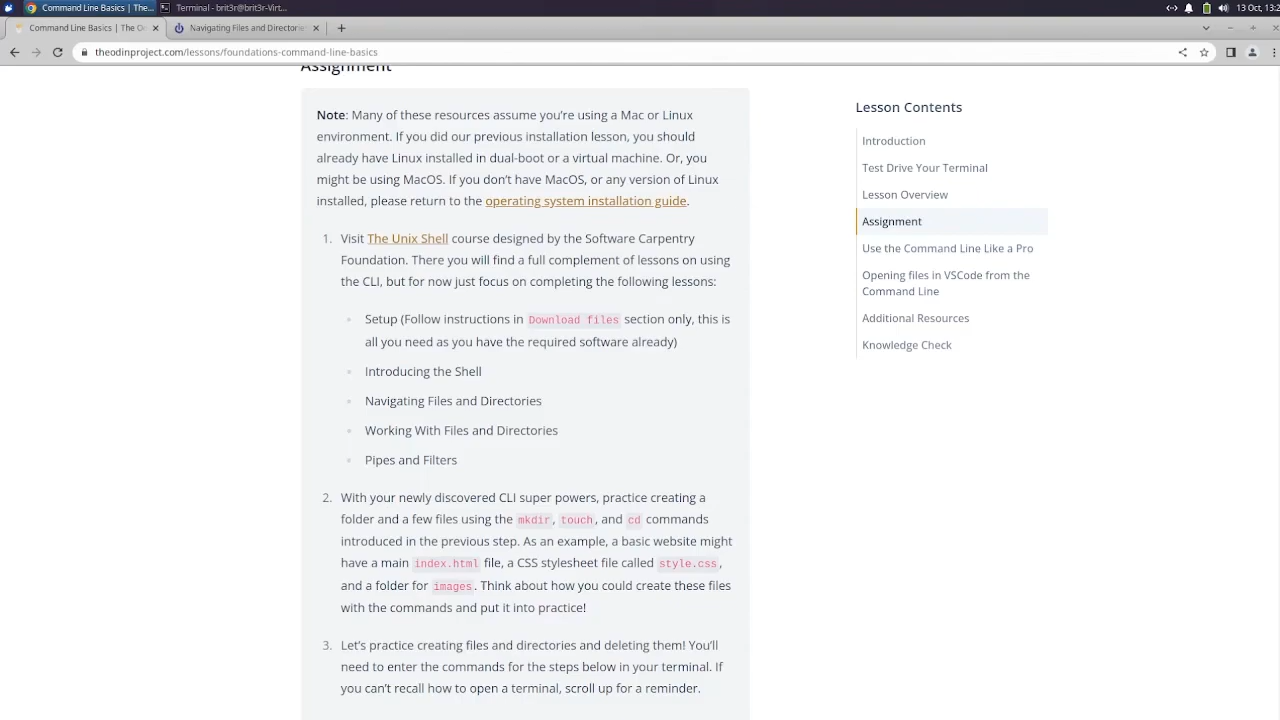 Command Line Basics | The...
Terminal - brit3r@brit3r-Virt...
13 Oct, 13:2
Command Line Basics | The O
Navigating Files and Directorie
theodinproject.com/lessons/foundations-command-line-basics
Assignment
Note: Many of these resources assume you're using a Mac or Linux
environment. If you did our previous installation lesson, you should
already have Linux installed in dual-boot or a virtual machine. Or, you
might be using MacOS. If you don't have MacOS, or any version of Linux
installed, please return to the operating system installation guide.
1. Visit The Unix Shell course designed by the Software Carpentry
Foundation. There you will find a full complement of lessons on using
the CLI, but for now just focus on completing the following lessons:
Setup (Follow instructions in Download files section only, this is
all you need as you have the required software already)
Introducing the Shell
Navigating Files and Directories
Working With Files and Directories
Pipes and Filters
2. With your newly discovered CLI super powers, practice creating a
folder and a few files using the mkdir, touch, and cd commands
introduced in the previous step. As an example, a basic website might
have a main index.html file, a CSS stylesheet file called style.css,
and a folder for images. Think about how you could create these files
with the commands and put it into practice!
3. Let's practice creating files and directories and deleting them! You'll
need to enter the commands for the steps below in your terminal. If
you can't recall how to open a terminal, scroll up for a reminder.
Lesson Contents
Introduction
Test Drive Your Terminal
Lesson Overview
Assignment
Use the Command Line Like a Pro
Opening files in VSCode from the
Command Line
Additional Resources
Knowledge Check